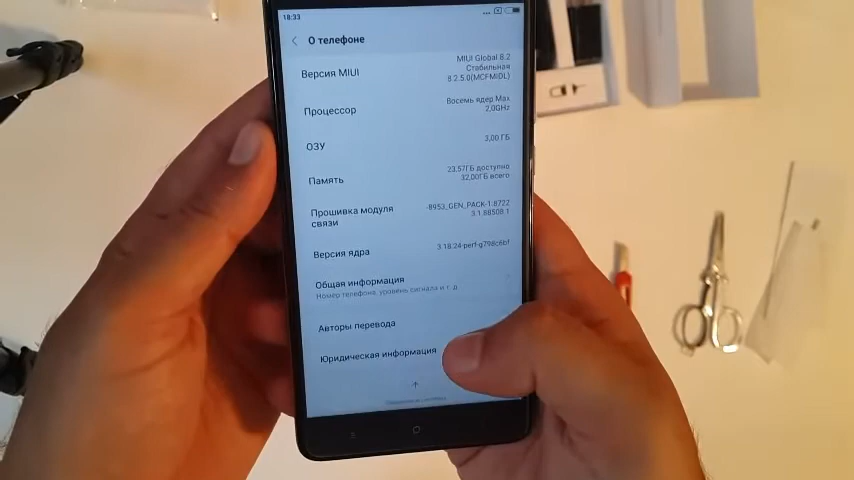 18:33
О телефоне
Версия MIUI
MIUI Global 8.2
Стабильная
8.2.5.0(MCFMIDL)
Процессор
Восемь ядер Max
2,0GHz
ОЗУ
3,00 ГБ
Память
23,57ГБ доступно
32,00ГБ всего
Прошивка модуля
связи
-8953_GEN_PACK-1.8722
3.1.88508.1
Версия ядра
3.18.24-perf-g798c6bf
Общая информация
Номер телефона, уровень сигнала и т. д
Авторы перевода
Юридическая информация